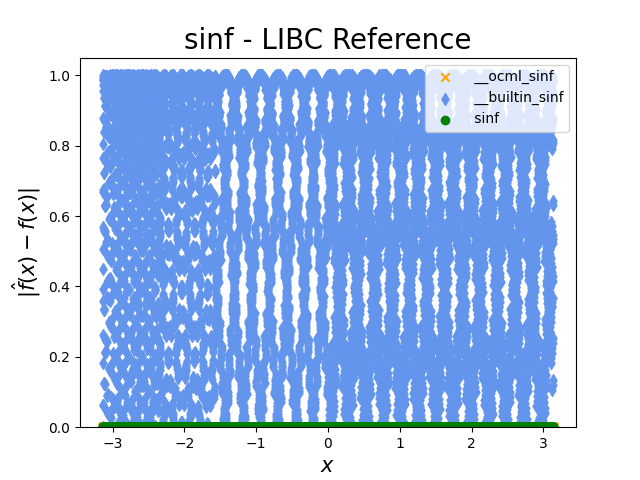 sinf - LIBC Reference
__ocml_sinf
__builtin_sinf
sinf
|f̂(x) − f(x)|
1.0
0.8
0.6
0.4
0.2
0.0
−3 −2 −1 0 1 2 3
x